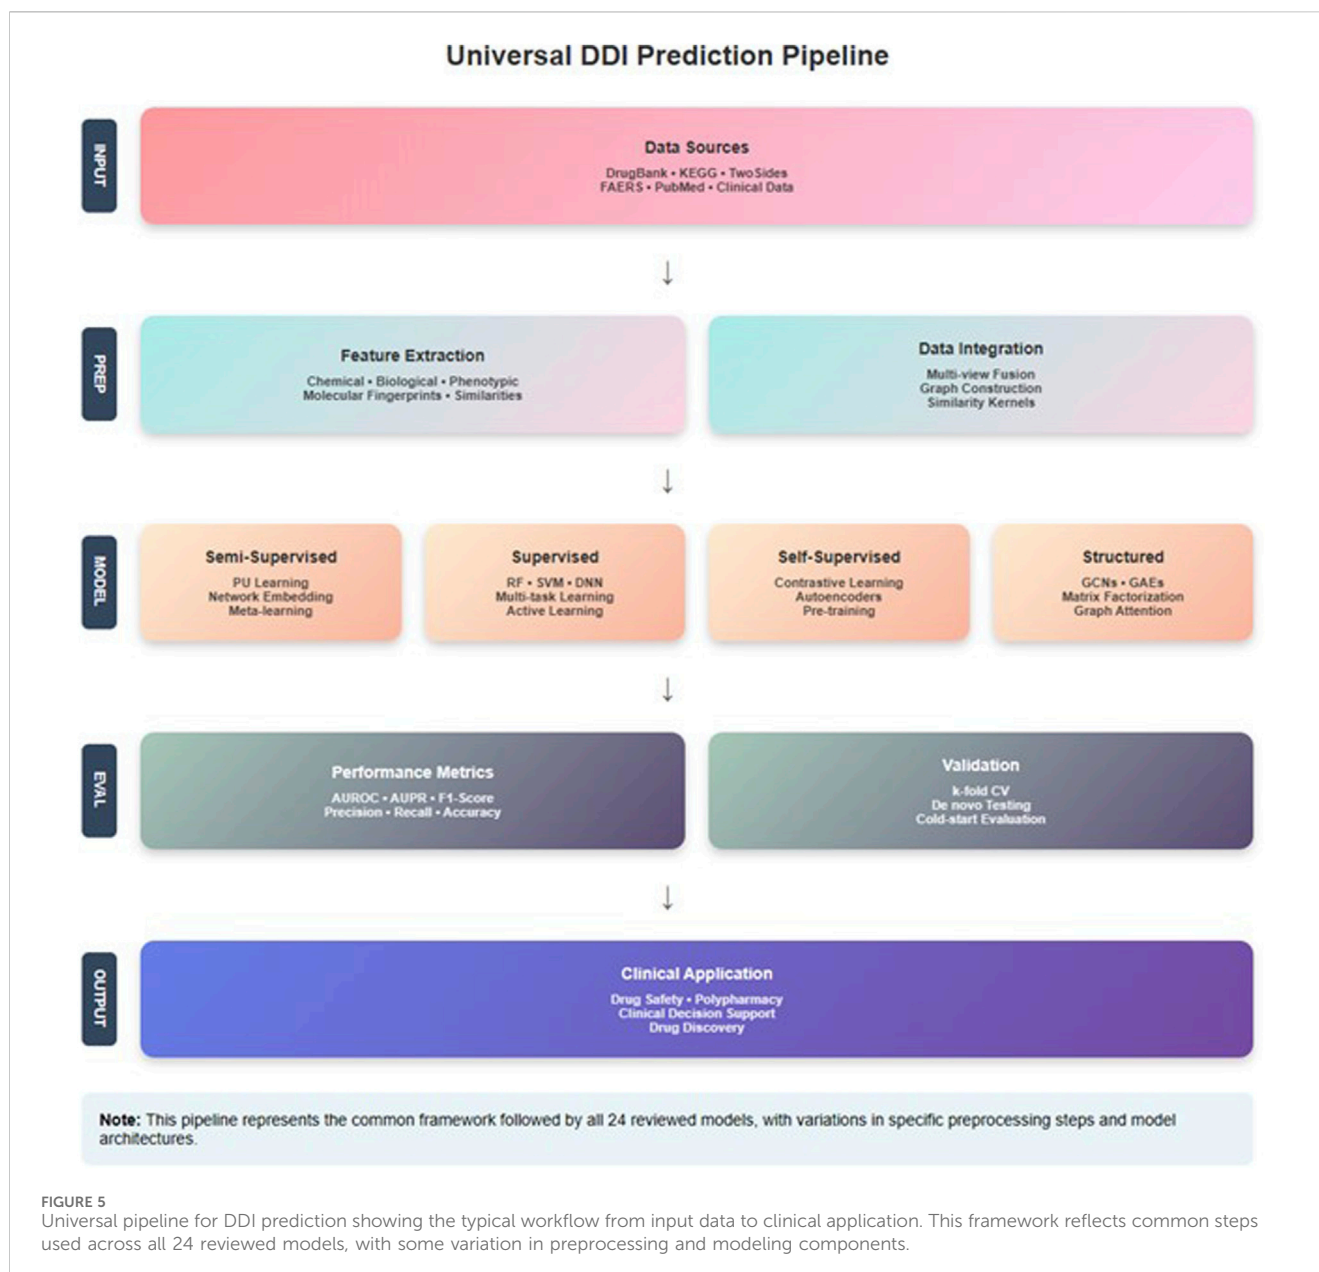 Universal DDI Prediction Pipeline
INPUT
Data Sources
DrugBank • KEGG • TwoSides
FAERS • PubMed • Clinical Data
↓
PREP
Feature Extraction
Chemical • Biological • Phenotypic
Molecular Fingerprints • Similarities
Data Integration
Multi-view Fusion
Graph Construction
Similarity Kernels
↓
MODEL
Semi-Supervised
PU Learning
Network Embedding
Meta-learning
Supervised
RF • SVM • DNN
Multi-task Learning
Active Learning
Self-Supervised
Contrastive Learning
Autoencoders
Pre-training
Structured
GCNs • GAEs
Matrix Factorization
Graph Attention
↓
EVAL
Performance Metrics
AUROC • AUPR • F1-Score
Precision • Recall • Accuracy
Validation
k-fold CV
De novo Testing
Cold-start Evaluation
↓
OUTPUT
Clinical Application
Drug Safety • Polypharmacy
Clinical Decision Support
Drug Discovery
Note: This pipeline represents the common framework followed by all 24 reviewed models, with variations in specific preprocessing steps and model
architectures.
FIGURE 5
Universal pipeline for DDI prediction showing the typical workflow from input data to clinical application. This framework reflects common steps
used across all 24 reviewed models, with some variation in preprocessing and modeling components.